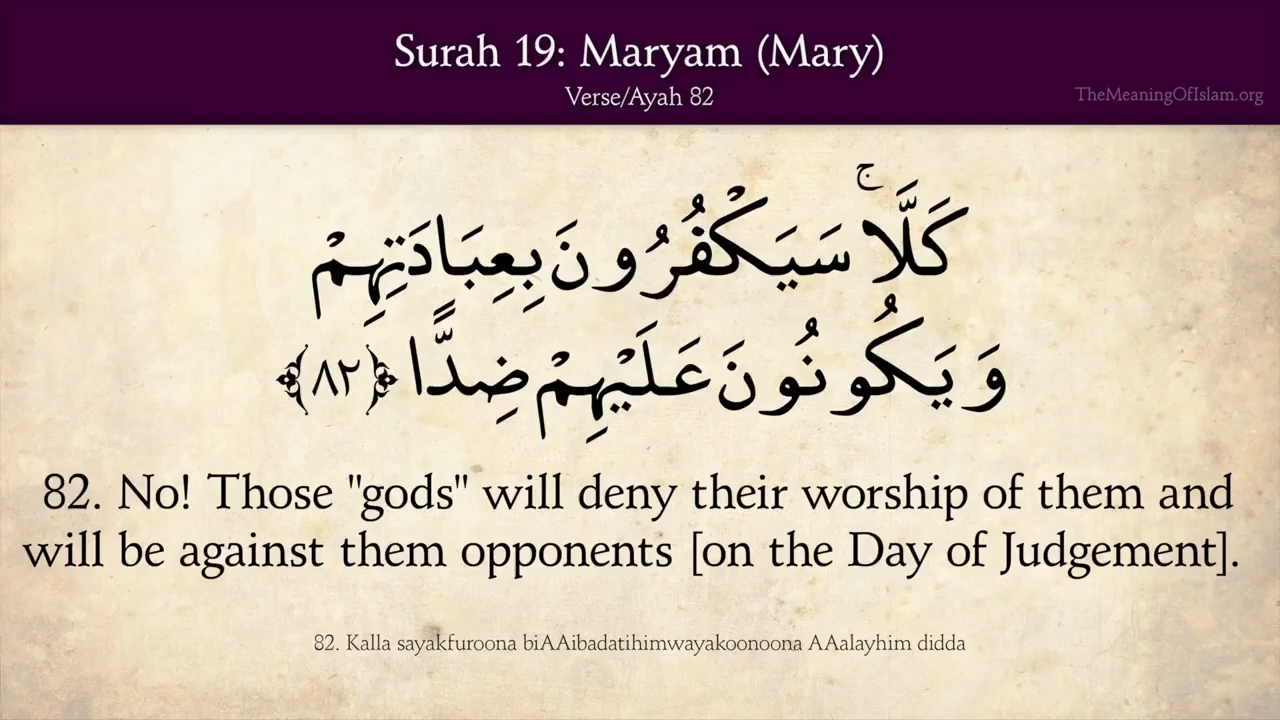 Surah 19: Maryam (Mary)
Verse/Ayah 82
TheMeaningOfIslam.org
كَلَّا ۚ سَيَكْفُرُونَ بِعِبَادَتِهِمْ
وَيَكُونُونَ عَلَيْهِمْ ضِدًّا ﴿٨٢﴾
82. No! Those "gods" will deny their worship of them and
will be against them opponents [on the Day of Judgement].
82. Kalla sayakfuroona biAAibadatihimwayakoonoona AAalayhim didda